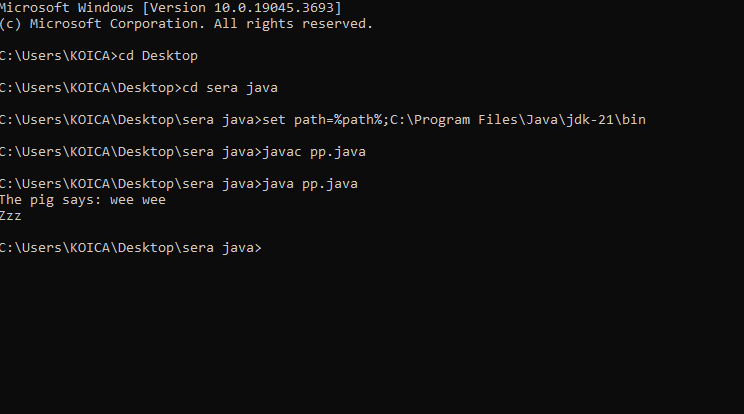 Microsoft Windows [Version 10.0.19045.3693]
(c) Microsoft Corporation. All rights reserved.
C:\Users\KOICA>cd Desktop
C:\Users\KOICA\Desktop>cd sera java
C:\Users\KOICA\Desktop\sera java>set path=%path%;C:\Program Files\Java\jdk-21\bin
C:\Users\KOICA\Desktop\sera java>javac pp.java
C:\Users\KOICA\Desktop\sera java>java pp.java
The pig says: wee wee
Zzz
C:\Users\KOICA\Desktop\sera java>